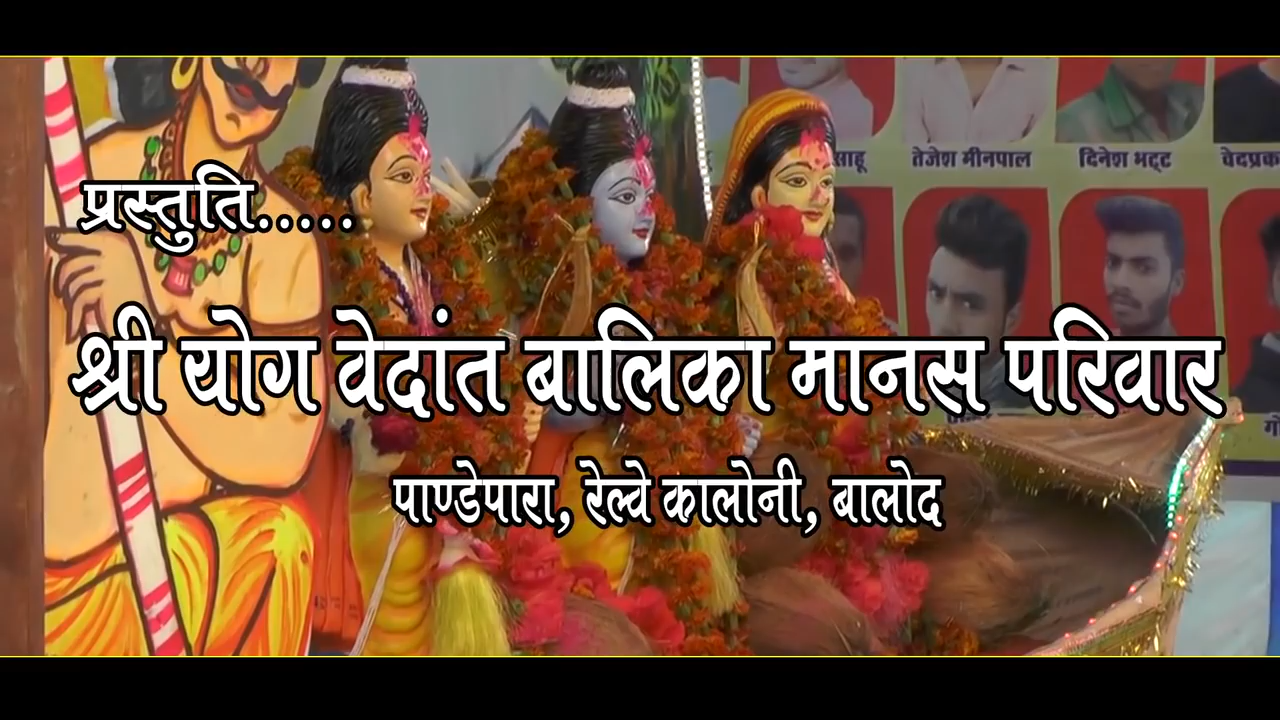 साहू तेजेश मीनपाल दिनेश भट्ट
प्रस्तुति.....
श्री योग वेदांत बालिका मानस परिवार
पाण्डेपारा, रेल्वे कालोनी, बालोद